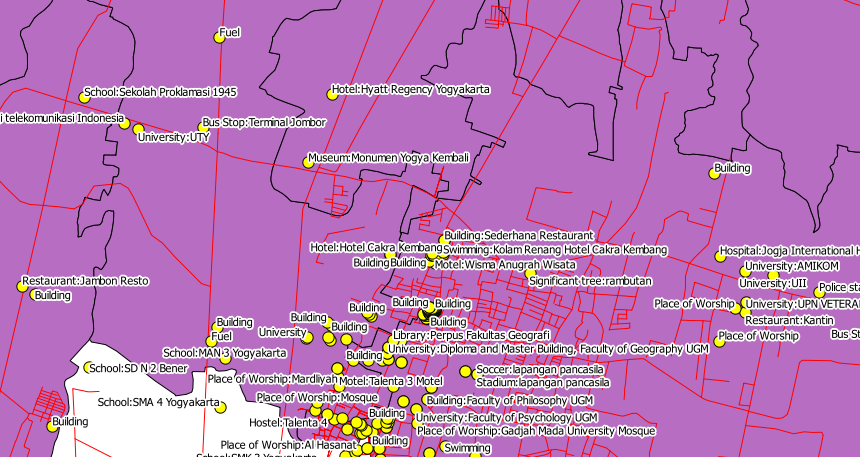 Fuel
School:Sekolah Proklamasi 1945
Hotel:Hyatt Regency Yogyakarta
i telekomunikasi Indonesia
Bus Stop:Terminal Jombor
University:UTY
Museum:Monumen Yogya Kembali
Building
Building:Sederhana Restaurant
Hotel:Hotel Cakra Kembang
Swimming:Kolam Renang Hotel Cakra Kembang
Hospital:Jogja International H
Building
Building
Motel:Wisma Anugrah Wisata
University:AMIKOM
Restaurant:Jambon Resto
Significant tree:rambutan
University:UII
Police sta
Building
Building
Building
Building
Place of Worship
University:UPN VETERA
Building
Building
Building
Building
Restaurant:Kantin
University
Fuel
Library:Perpus Fakultas Geografi
Place of Worship
Bus St
School:MAN 3 Yogyakarta
Building
University:Diploma and Master Building, Faculty of Geography UGM
School:SD N 2 Bener
Soccer:lapangan pancasila
Place of Worship:Mardliyah
Motel:Talenta 3 Motel
Stadium:lapangan pancasila
School:SMA 4 Yogyakarta
Place of Worship:Mosque
Building:Faculty of Philosophy UGM
Building
Hostel:Talenta 4
Building
University:Faculty of Psychology UGM
Place of Worship:Gadjah Mada University Mosque
Place of Worship:Al Hasanat
Building
Swimming
School:SMK 2 Yogyakarta